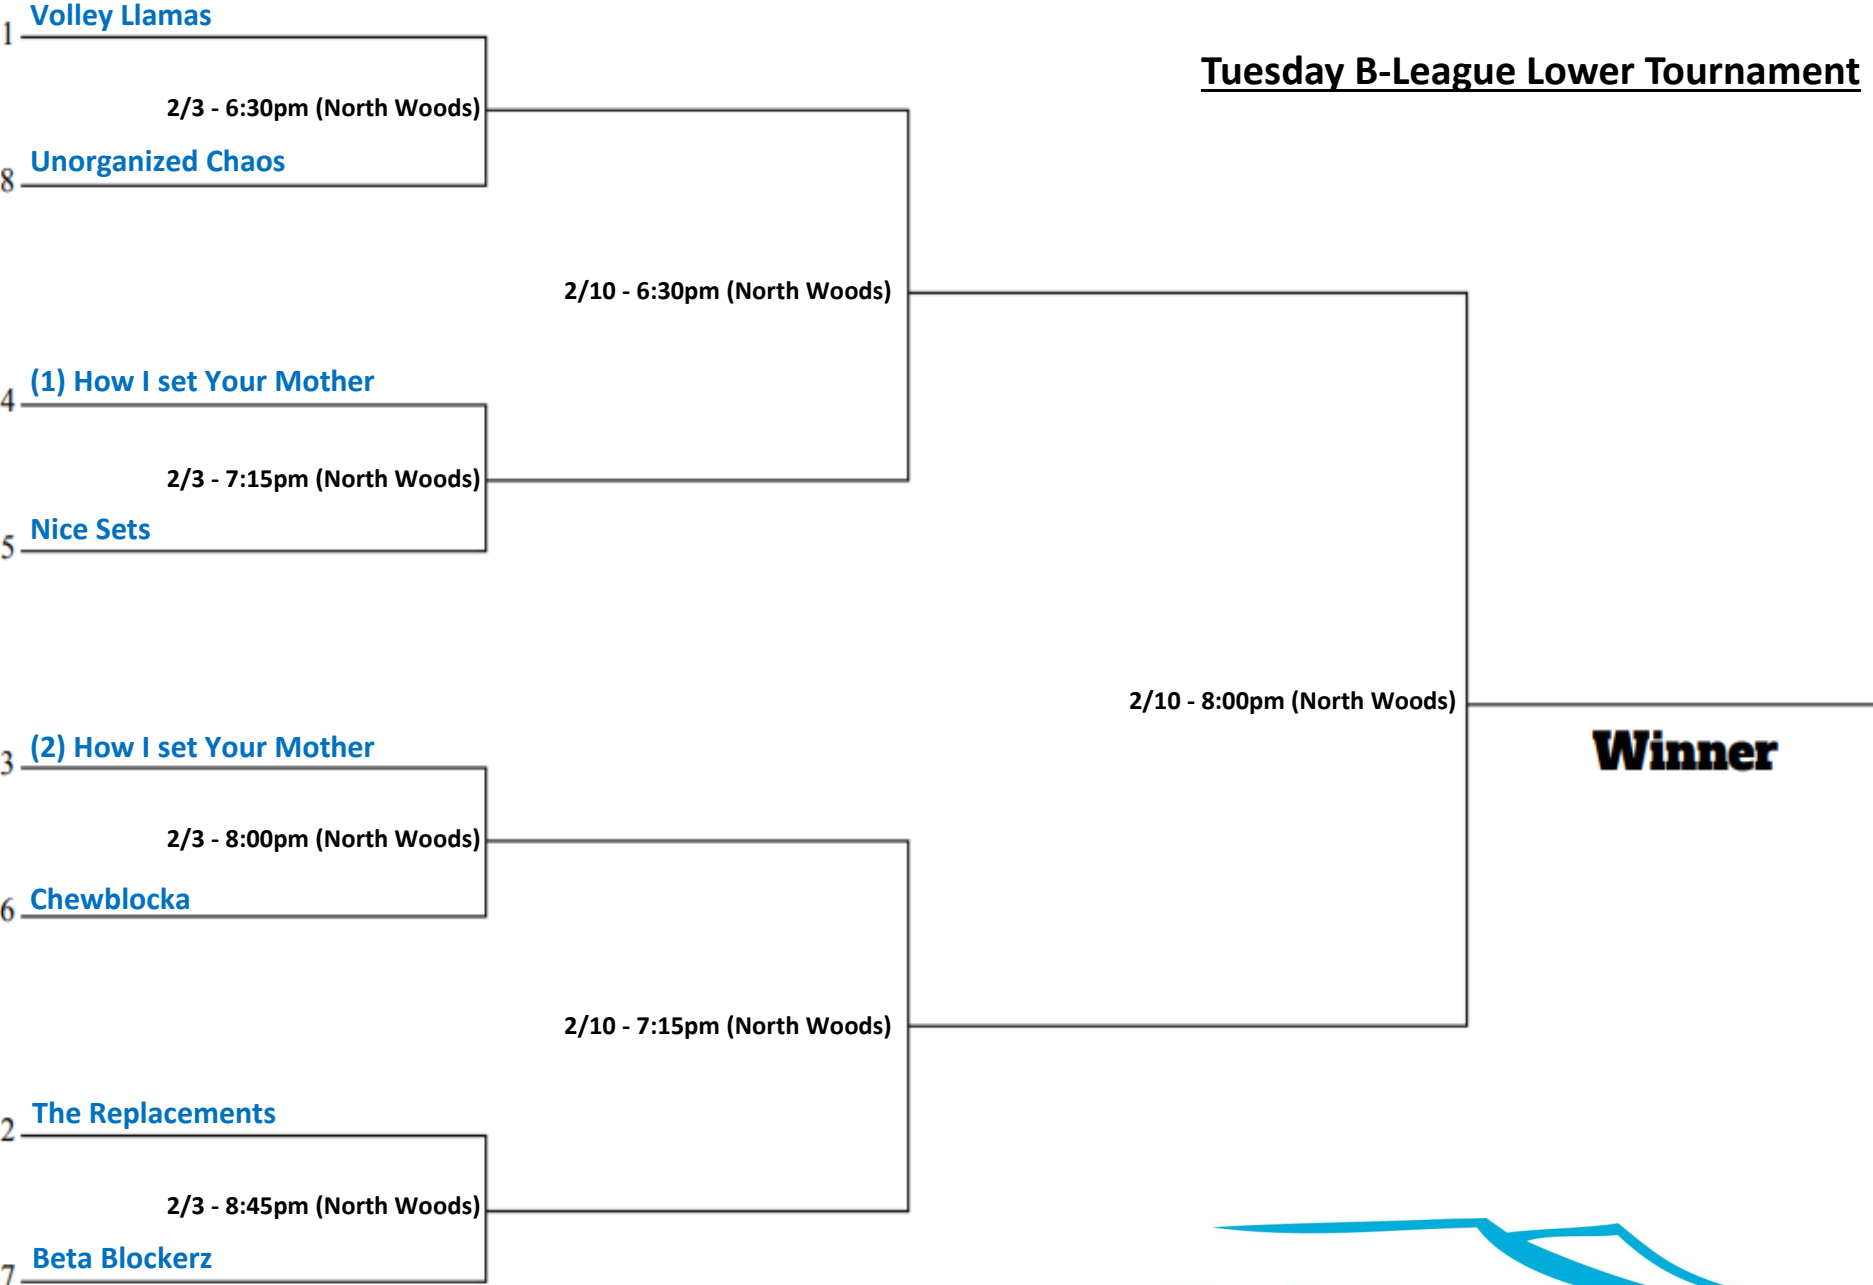 Volley Llamas
1
Tuesday B-League Lower Tournament
2/3 - 6:30pm (North Woods)
Unorganized Chaos
8
2/10 - 6:30pm (North Woods)
(1) How I set Your Mother
4
2/3 - 7:15pm (North Woods)
Nice Sets
5
2/10 - 8:00pm (North Woods)
Winner
(2) How I set Your Mother
3
2/3 - 8:00pm (North Woods)
Chewblocka
6
2/10 - 7:15pm (North Woods)
The Replacements
2
2/3 - 8:45pm (North Woods)
Beta Blockerz
7